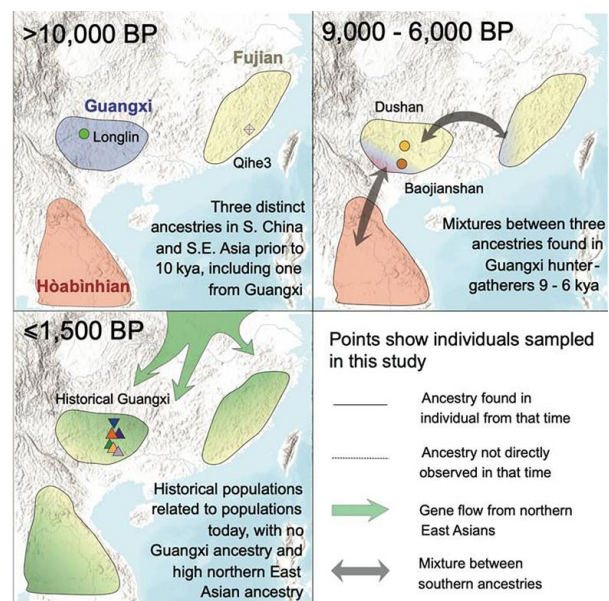 >10,000 BP
Fujian
Guangxi
Longlin
Qihe3
Three distinct
ancestries in S. China
and S.E. Asia prior to
10 kya, including one
from Guangxi
Hòabìnhian
9,000 - 6,000 BP
Dushan
Baojianshan
Mixtures between three
ancestries found in
Guangxi hunter-
gatherers 9 - 6 kya
⩽1,500 BP
Historical Guangxi
Historical populations
related to populations
today, with no
Guangxi ancestry and
high northern East
Asian ancestry
Points show individuals sampled
in this study
Ancestry found in
individual from that time
Ancestry not directly
observed in that time
Gene flow from northern
East Asians
Mixture between
southern ancestries